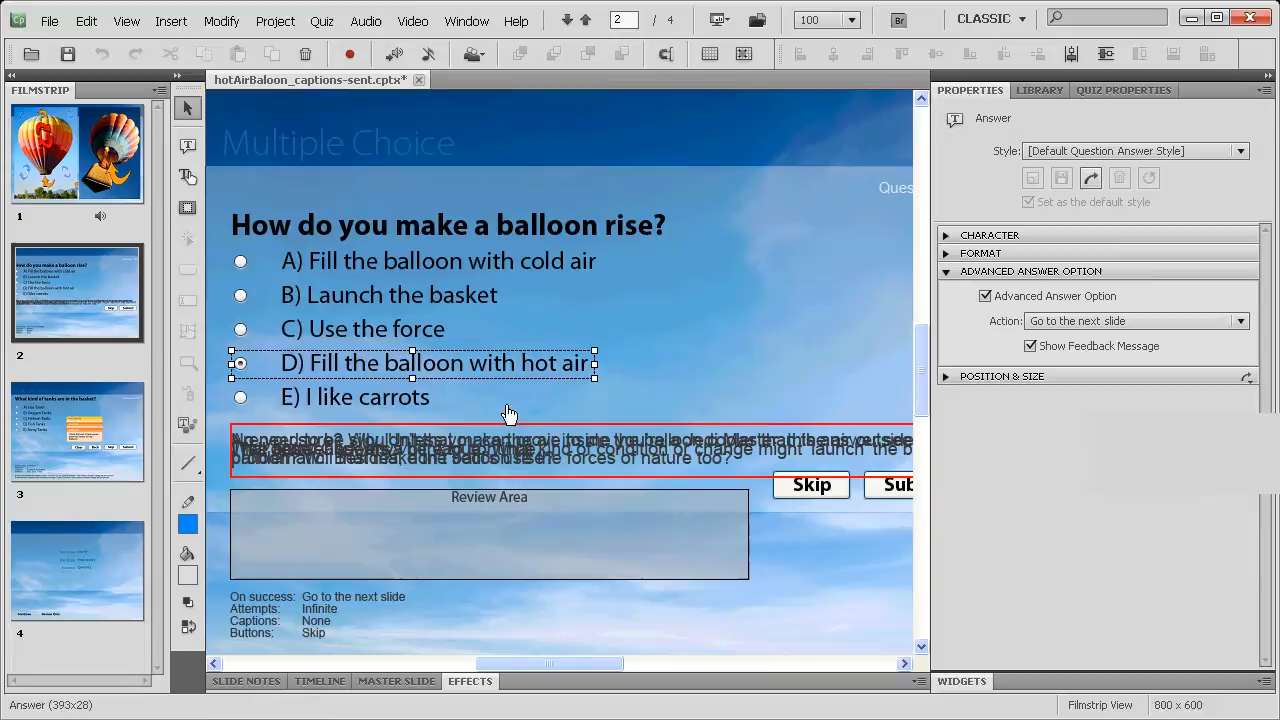 File Edit View Insert Modify Project Quiz Audio Video Window Help 2 / 4 100 Br CLASSIC
hotAirBaloon_captions-sent.cptx*
FILMSTRIP
PROPERTIES LIBRARY QUIZ PROPERTIES
Answer
Style: [Default Question Answer Style]
Set as the default style
CHARACTER
FORMAT
ADVANCED ANSWER OPTION
Advanced Answer Option
Action: Go to the next slide
Show Feedback Message
POSITION & SIZE
1
2
3
4
Multiple Choice
Ques
How do you make a balloon rise?
A) Fill the balloon with cold air
B) Launch the basket
C) Use the force
D) Fill the balloon with hot air
E) I like carrots
Skip Sub
Review Area
On success: Go to the next slide
Attempts: Infinite
Captions: None
Buttons: Skip
SLIDE NOTES TIMELINE MASTER SLIDE EFFECTS
WIDGETS
Answer (393x28) Filmstrip View 800 x 600